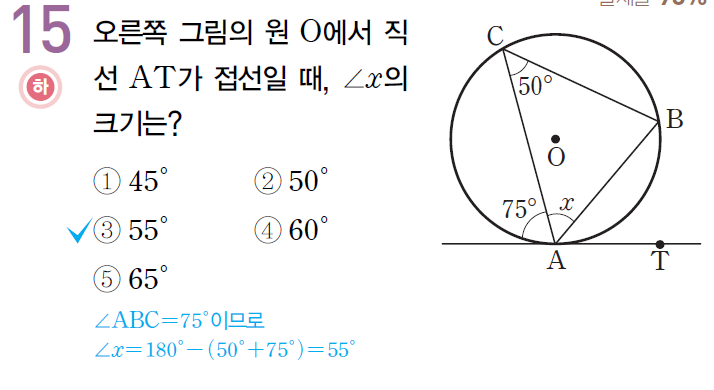 15
하
오른쪽 그림의 원 O에서 직
선 AT가 접선일 때, ∠x의
크기는?
① 45°
② 50°
③ 55°
④ 60°
⑤ 65°
∠ABC=75°이므로
∠x=180°-(50°+75°)=55°
C
50°
B
O
75°
x
A
T